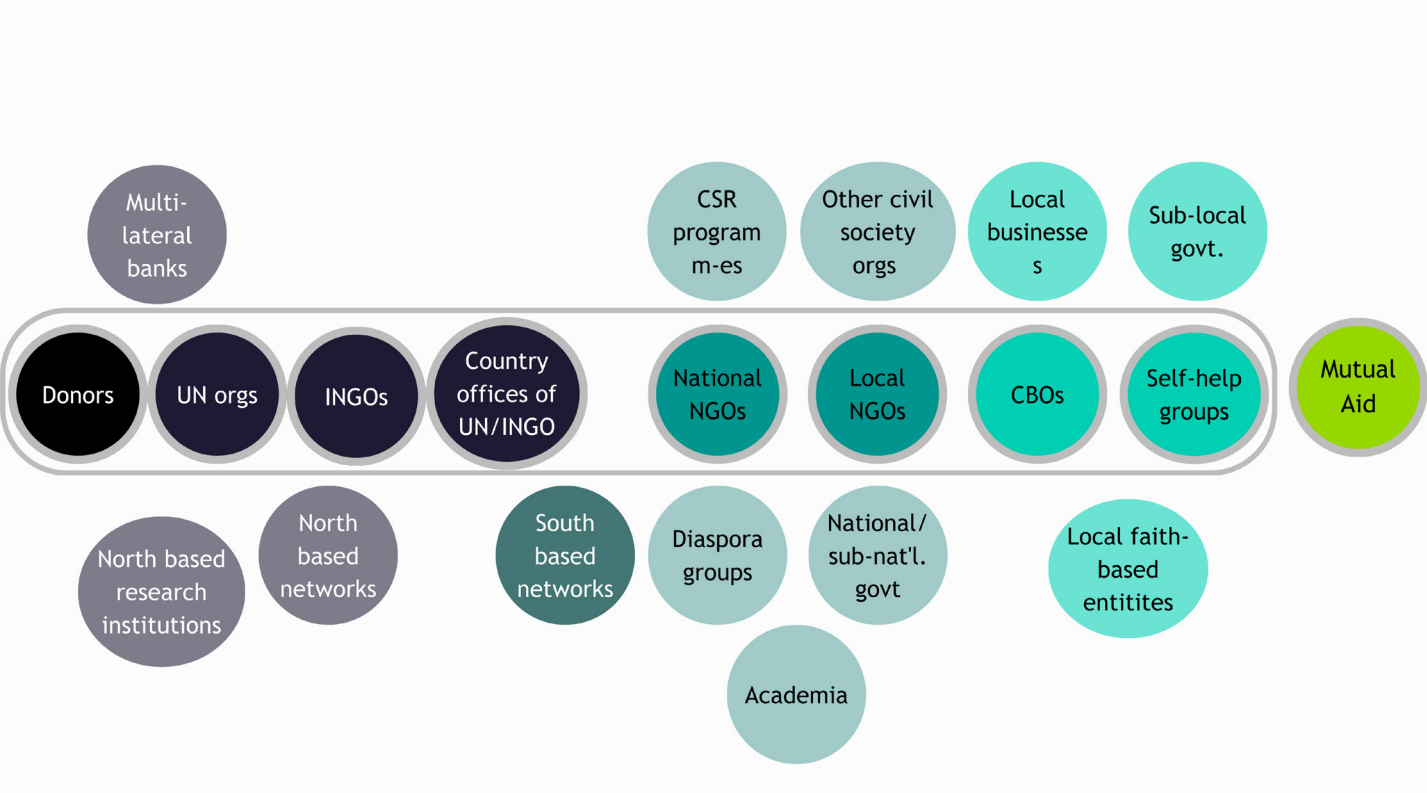 Multi-
lateral
banks
CSR
program
m-es
Other civil
society
orgs
Local
businesse
s
Sub-local
govt.
Donors
UN orgs
INGOs
Country
offices of
UN/INGO
National
NGOs
Local
NGOs
CBOs
Self-help
groups
Mutual
Aid
North based
research
institutions
North
based
networks
South
based
networks
Diaspora
groups
National/
sub-nat'l.
govt
Local faith-
based
entitites
Academia